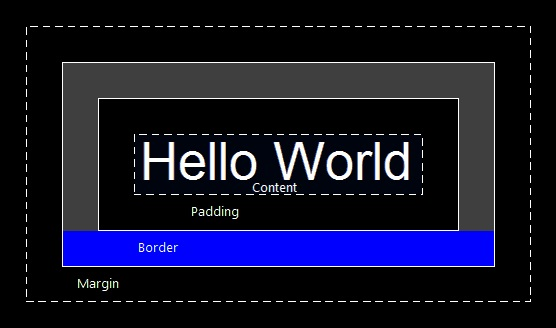 Hello World
Content
Padding
Border
Margin